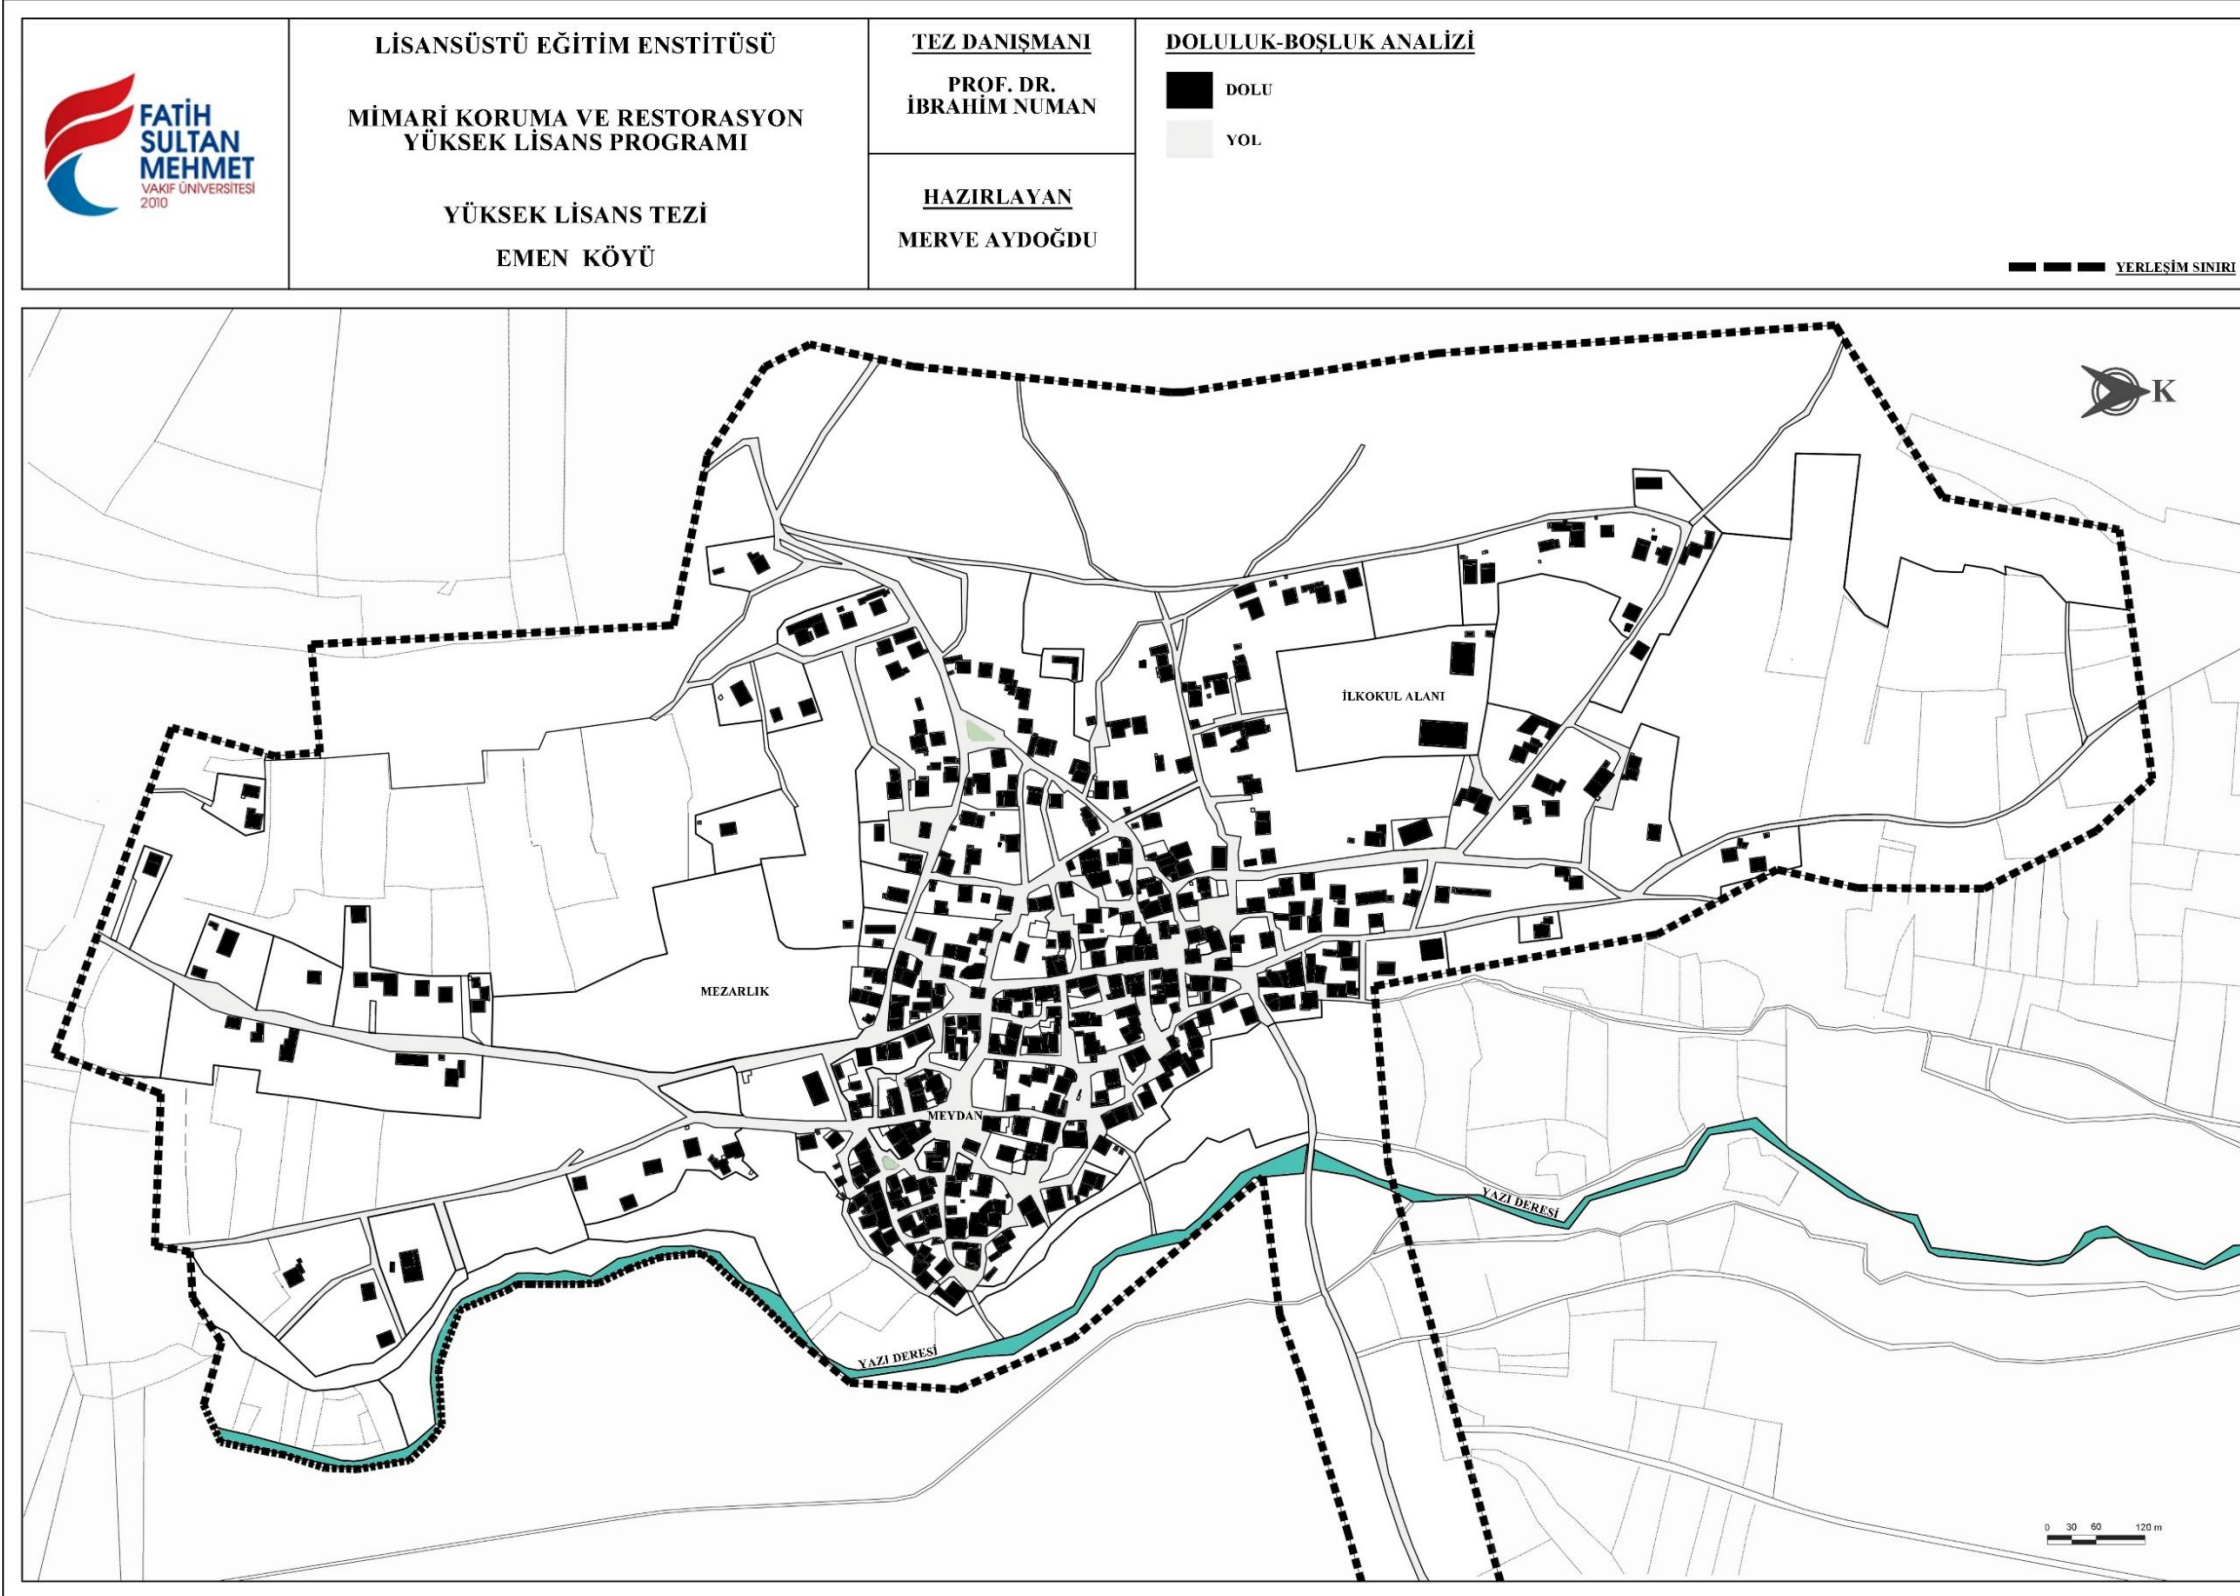 FATİH
SULTAN
MEHMET
VAKIF ÜNİVERSİTESİ
2010
LİSANSÜSTÜ EĞİTİM ENSTİTÜSÜ
MİMARİ KORUMA VE RESTORASYON
YÜKSEK LİSANS PROGRAMI
YÜKSEK LİSANS TEZİ
EMEN KÖYÜ
TEZ DANIŞMANI
PROF. DR.
İBRAHİM NUMAN
HAZIRLAYAN
MERVE AYDOĞDU
DOLULUK-BOŞLUK ANALİZİ
DOLU
YOL
YERLEŞİM SINIRI
K
İLKOKUL ALANI
MEZARLIK
MEYDAN
YAZI DERESİ
YAZI DERESİ
0 30 60 120 m